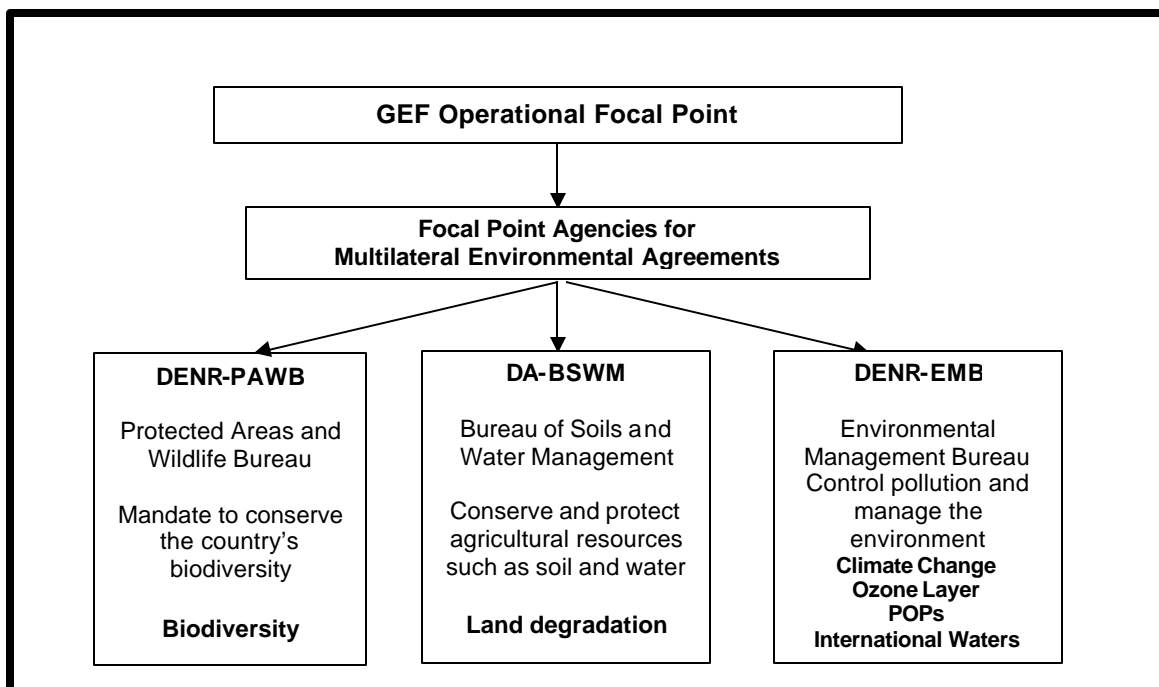 GEF Operational Focal Point
Focal Point Agencies for
Multilateral Environmental Agreements
DENR-PAWB
Protected Areas and
Wildlife Bureau
Mandate to conserve
the country's
biodiversity
Biodiversity
DA-BSWM
Bureau of Soils and
Water Management
Conserve and protect
agricultural resources
such as soil and water
Land degradation
DENR-EMB
Environmental
Management Bureau
Control pollution and
manage the
environment
Climate Change
Ozone Layer
POPs
International Waters